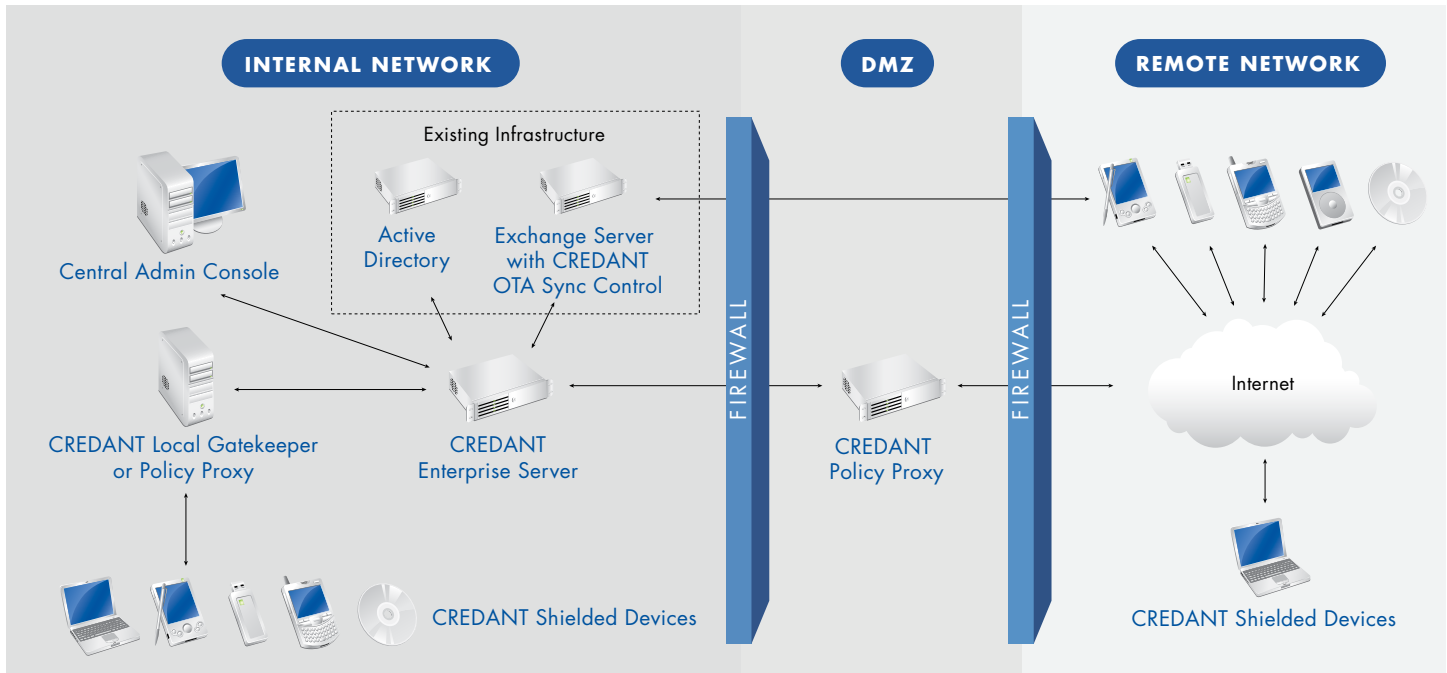 INTERNAL NETWORK
DMZ
REMOTE NETWORK
Existing Infrastructure
Active
Directory
Exchange Server
with CREDANT
OTA Sync Control
Central Admin Console
FIREWALL
FIREWALL
Internet
CREDANT Local Gatekeeper
or Policy Proxy
CREDANT
Enterprise Server
CREDANT
Policy Proxy
CREDANT Shielded Devices
CREDANT Shielded Devices